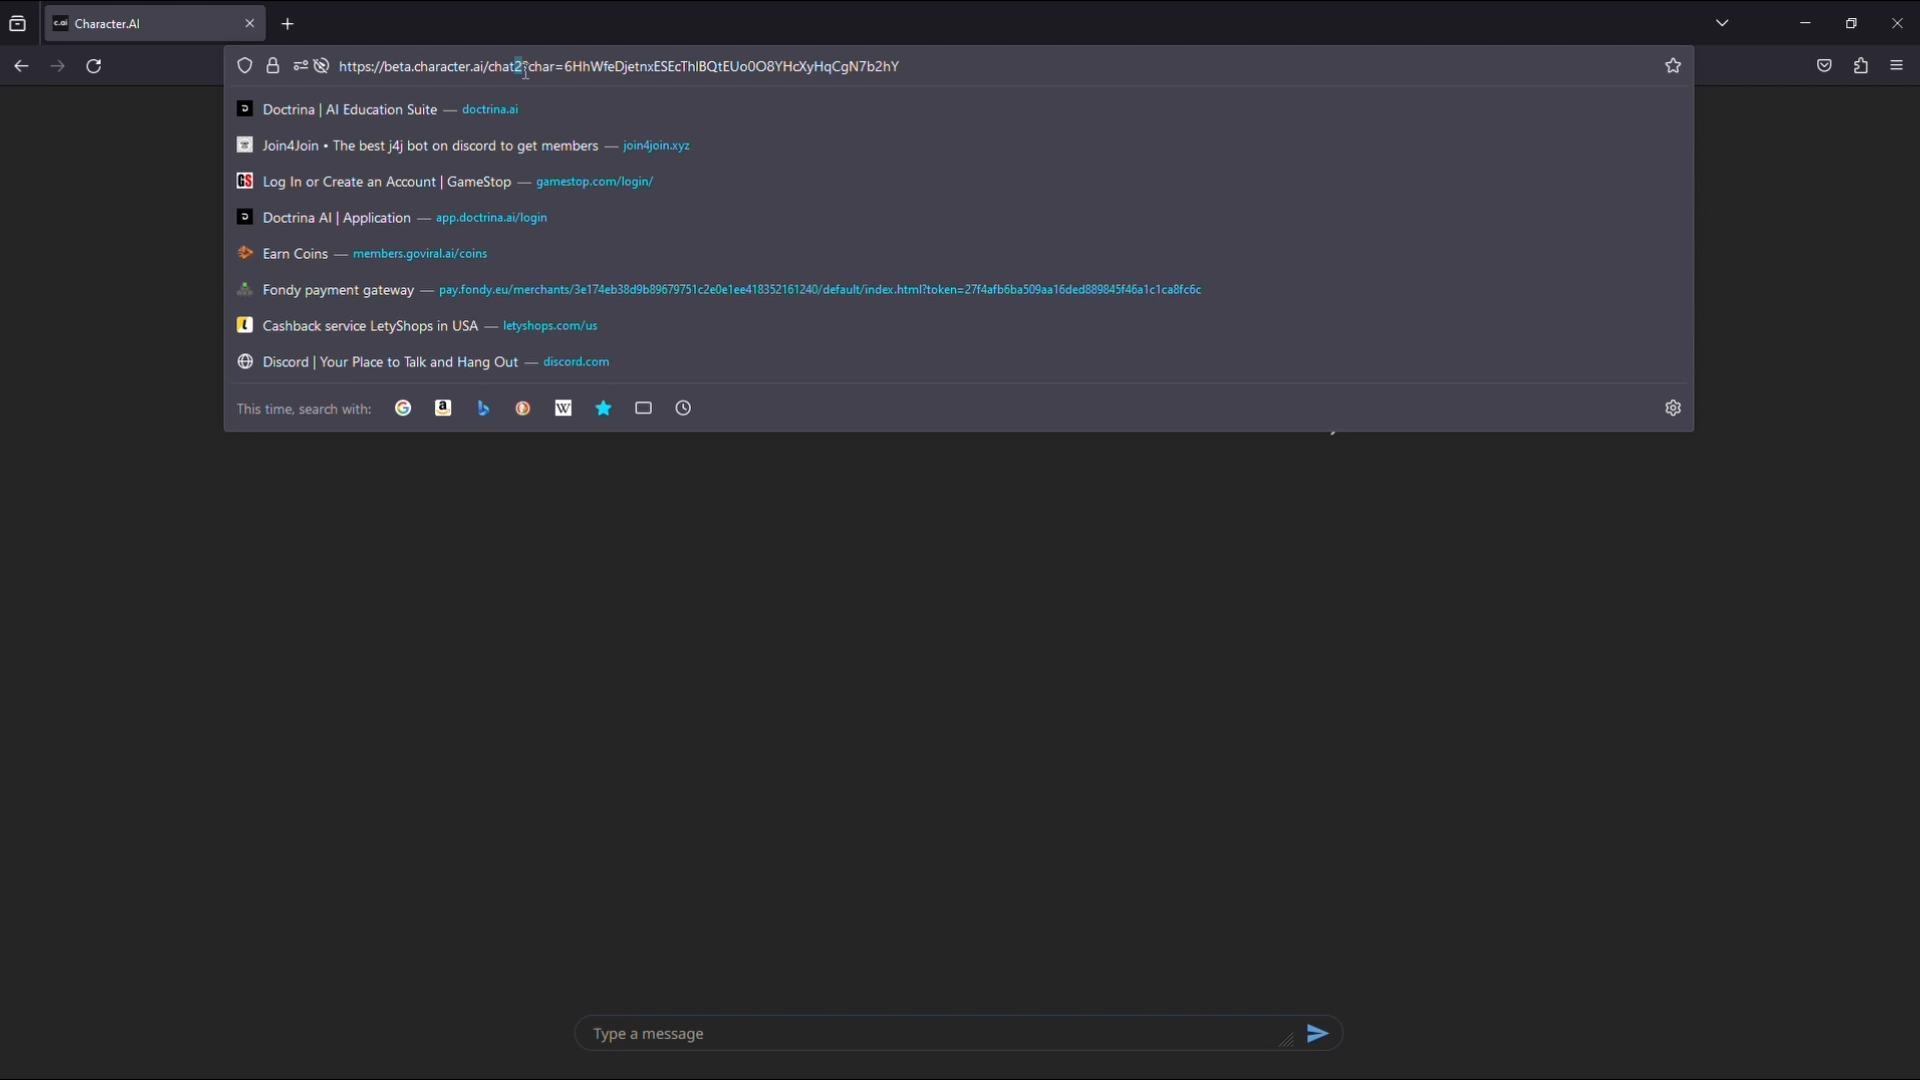 c.ai Character.AI
https://beta.character.ai/chat2?char=6HhWfeDjetnxESEcThIBQtEUo0O8YHcXyHqCgN7b2hY
Doctrina | AI Education Suite — doctrina.ai
Join4Join • The best j4j bot on discord to get members — join4join.xyz
GS Log In or Create an Account | GameStop — gamestop.com/login/
Doctrina AI | Application — app.doctrina.ai/login
Earn Coins — members.goviral.ai/coins
Fondy payment gateway — pay.fondy.eu/merchants/3e174eb38d9b89679751c2e0e1ee418352161240/default/index.html?token=27f4afb6ba509aa16ded889845f46a1c1ca8fc6c
Cashback service LetyShops in USA — letyshops.com/us
Discord | Your Place to Talk and Hang Out — discord.com
This time, search with:
Type a message